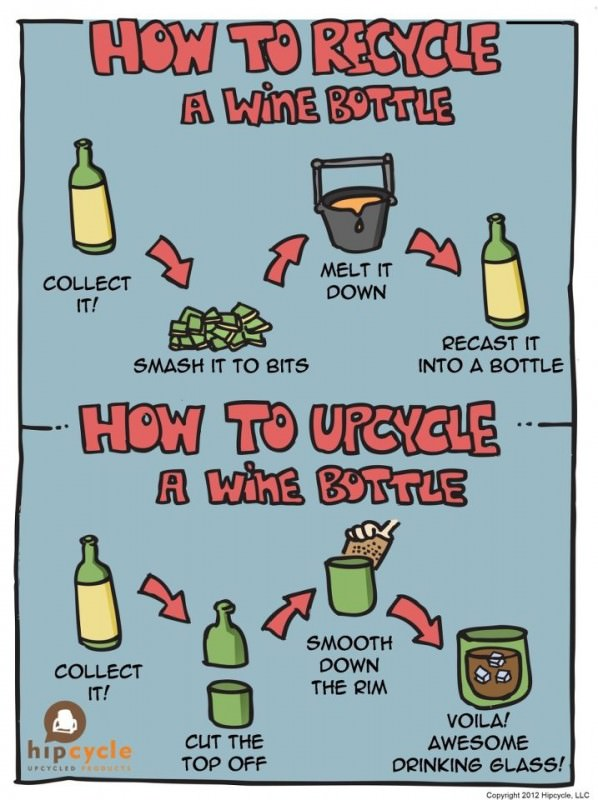 HOW TO RECYCLE
A WINE BOTTLE
COLLECT
IT!
SMASH IT TO BITS
MELT IT
DOWN
RECAST IT
INTO A BOTTLE
HOW TO UPCYCLE
A WINE BOTTLE
COLLECT
IT!
CUT THE
TOP OFF
SMOOTH
DOWN
THE RIM
VOILA!
AWESOME
DRINKING GLASS!
hipcycle
UPCYCLED PRODUCTS
Copyright 2012 Hipcycle, LLC